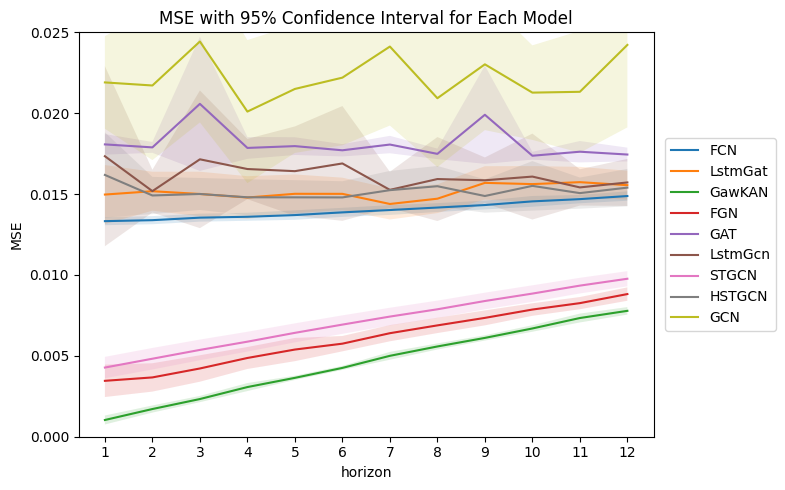 MSE with 95% Confidence Interval for Each Model
0.025
0.020
0.015
0.010
0.005
0.000
MSE
1 2 3 4 5 6 7 8 9 10 11 12
horizon
FCN
LstmGat
GawKAN
FGN
GAT
LstmGcn
STGCN
HSTGCN
GCN